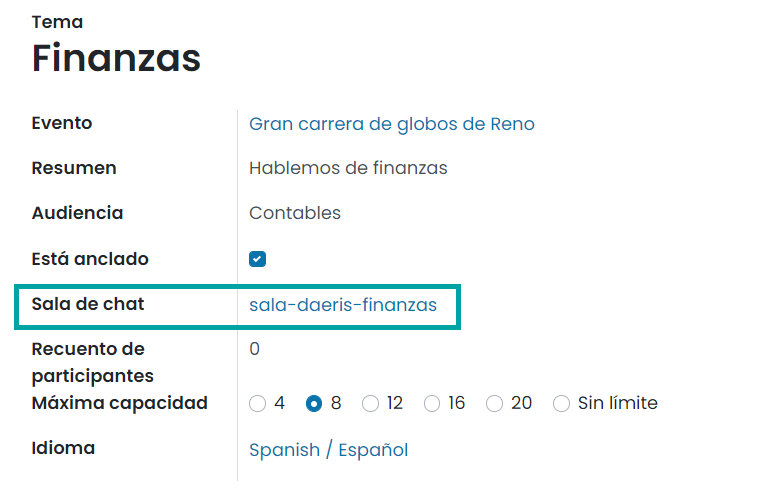 Tema
Finanzas
Evento Gran carrera de globos de Reno
Resumen Hablemos de finanzas
Audiencia Contables
Está anclado
Sala de chat sala-daeris-finanzas
Recuento de participantes 0
Máxima capacidad 4 8 12 16 20 Sin límite
Idioma Spanish / Español